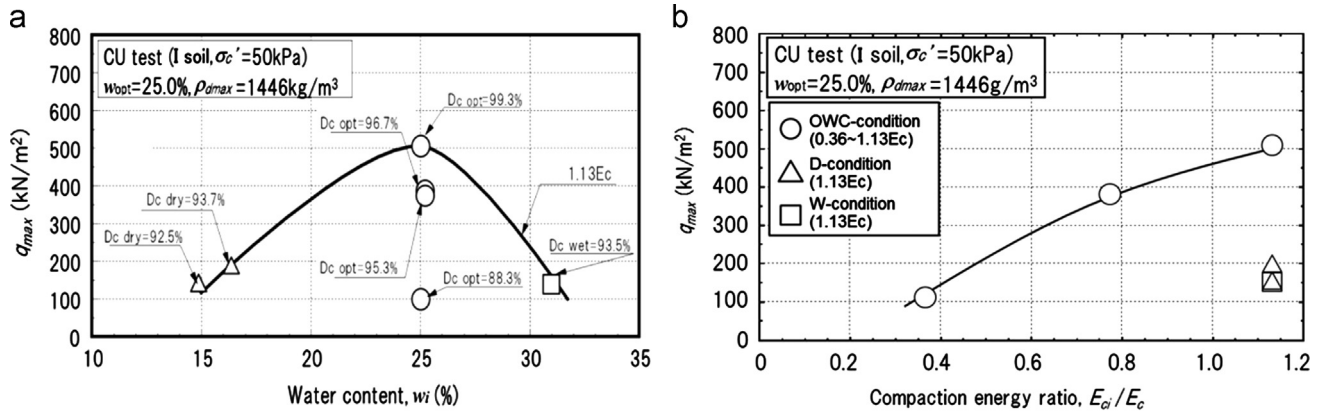 a
CU test (I soil, σc'=50kPa)
wopt=25.0%, ρdmax=1446kg/m³
Dc opt=99.3%
Dc opt=96.7%
1.13Ec
Dc dry=93.7%
Dc dry=92.5%
Dc wet=93.5%
Dc opt=95.3%
Dc opt=88.3%
800
700
600
500
400
300
200
100
0
qmax (kN/m²)
10 15 20 25 30 35
Water content, wi (%)
b
CU test (I soil, σc'=50kPa)
wopt=25.0%, ρdmax=1446kg/m³
OWC-condition
(0.36~1.13Ec)
D-condition
(1.13Ec)
W-condition
(1.13Ec)
800
700
600
500
400
300
200
100
0
qmax (kN/m²)
0 0.2 0.4 0.6 0.8 1.0 1.2
Compaction energy ratio, Eci/Ec